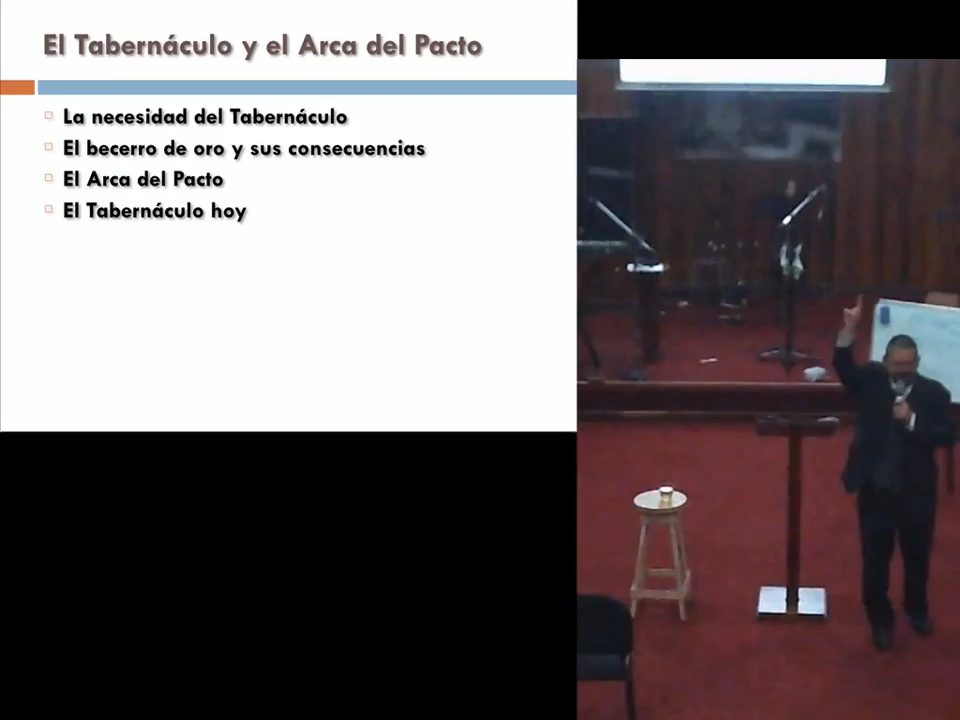 El Tabernáculo y el Arca del Pacto
La necesidad del Tabernáculo
El becerro de oro y sus consecuencias
El Arca del Pacto
El Tabernáculo hoy